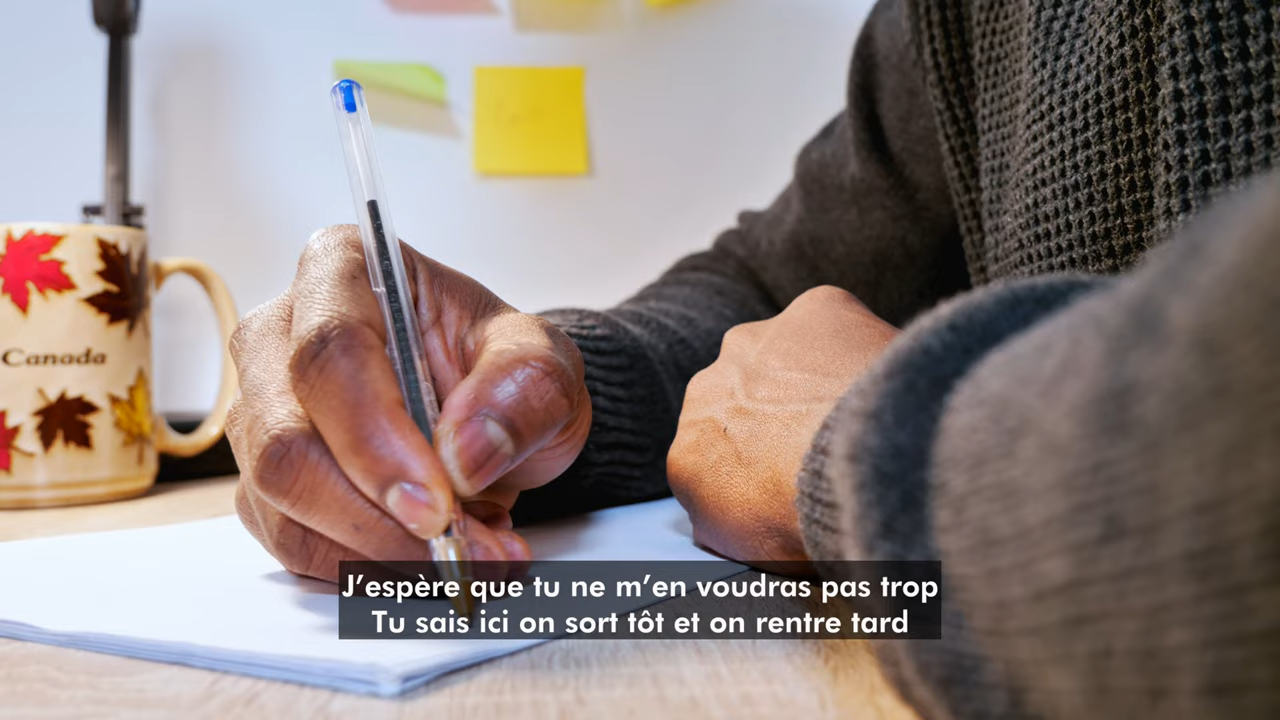 Canada
J'espère que tu ne m'en voudras pas trop
Tu sais ici on sort tôt et on rentre tard